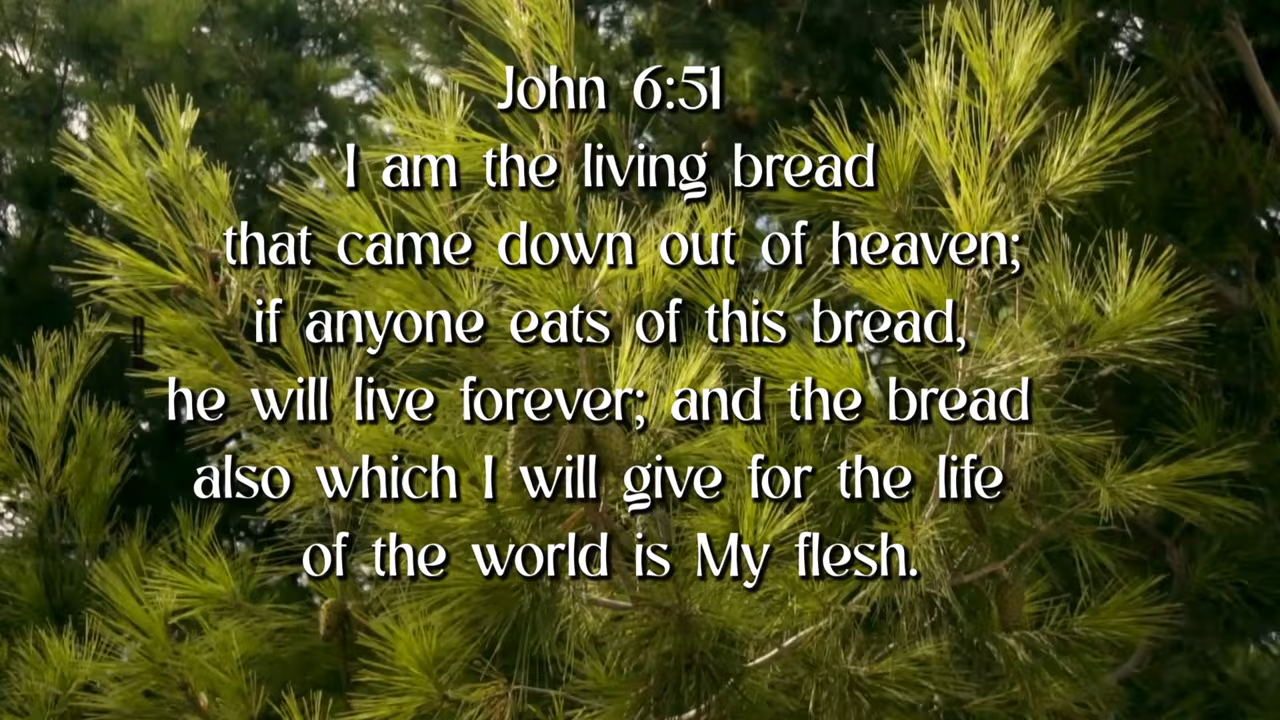 John 6:51
I am the living bread
that came down out of heaven;
if anyone eats of this bread,
he will live forever; and the bread
also which I will give for the life
of the world is My flesh.